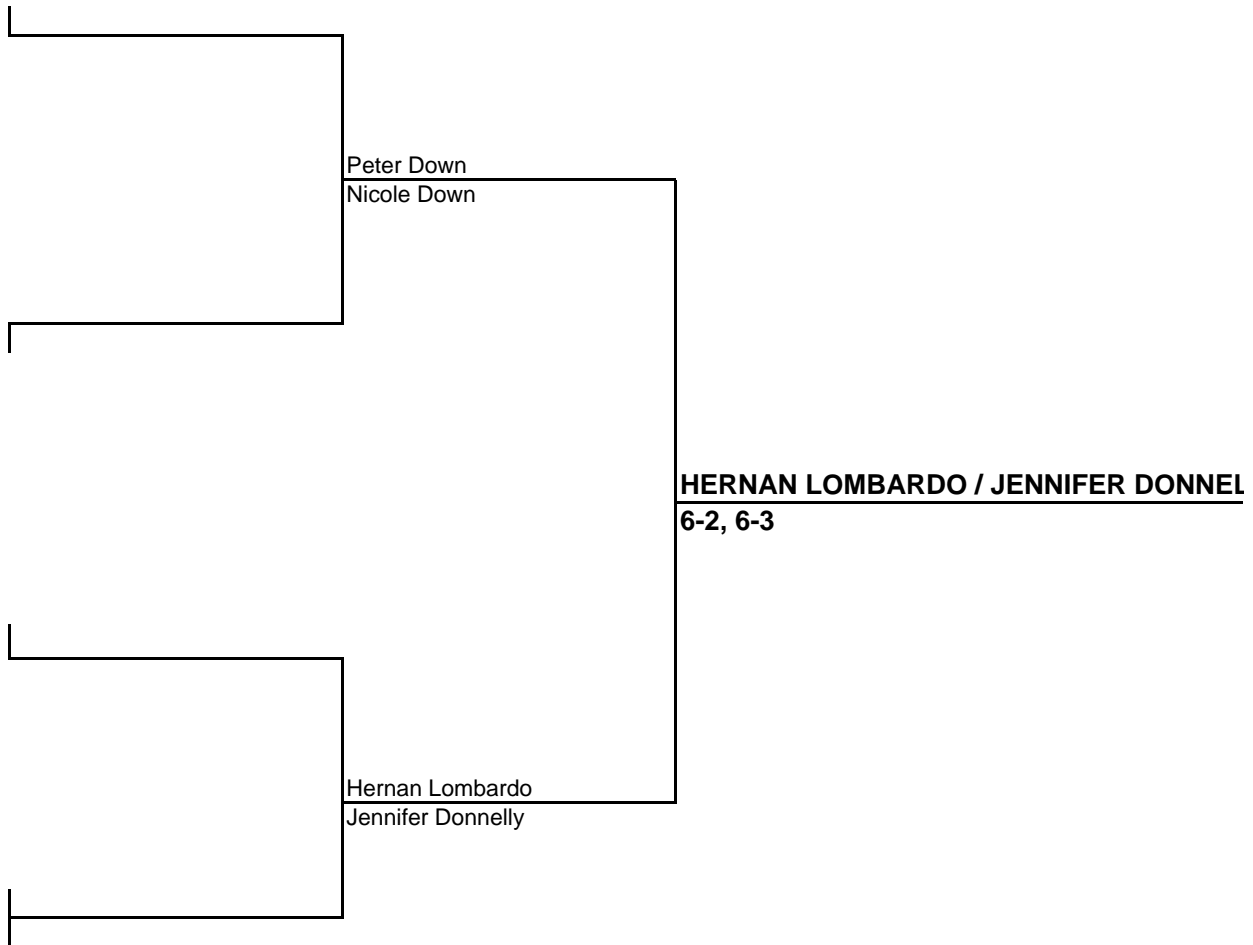 Peter Down
Nicole Down
HERNAN LOMBARDO / JENNIFER DONNEL
6-2, 6-3
Hernan Lombardo
Jennifer Donnelly